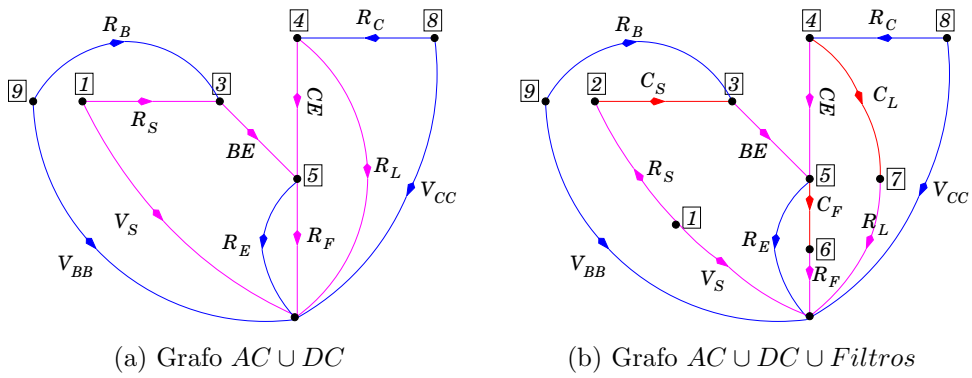 R_B
4
R_C
8
9
1
3
R_S
CE
BE
5
R_L
V_CC
V_S
R_E
R_F
V_BB
(a) Grafo AC ∪ DC
R_B
4
R_C
8
9
2
C_S
3
C_L
CE
BE
R_S
5
7
V_CC
C_F
1
R_E
R_L
6
V_BB
V_S
R_F
(b) Grafo AC ∪ DC ∪ Filtros